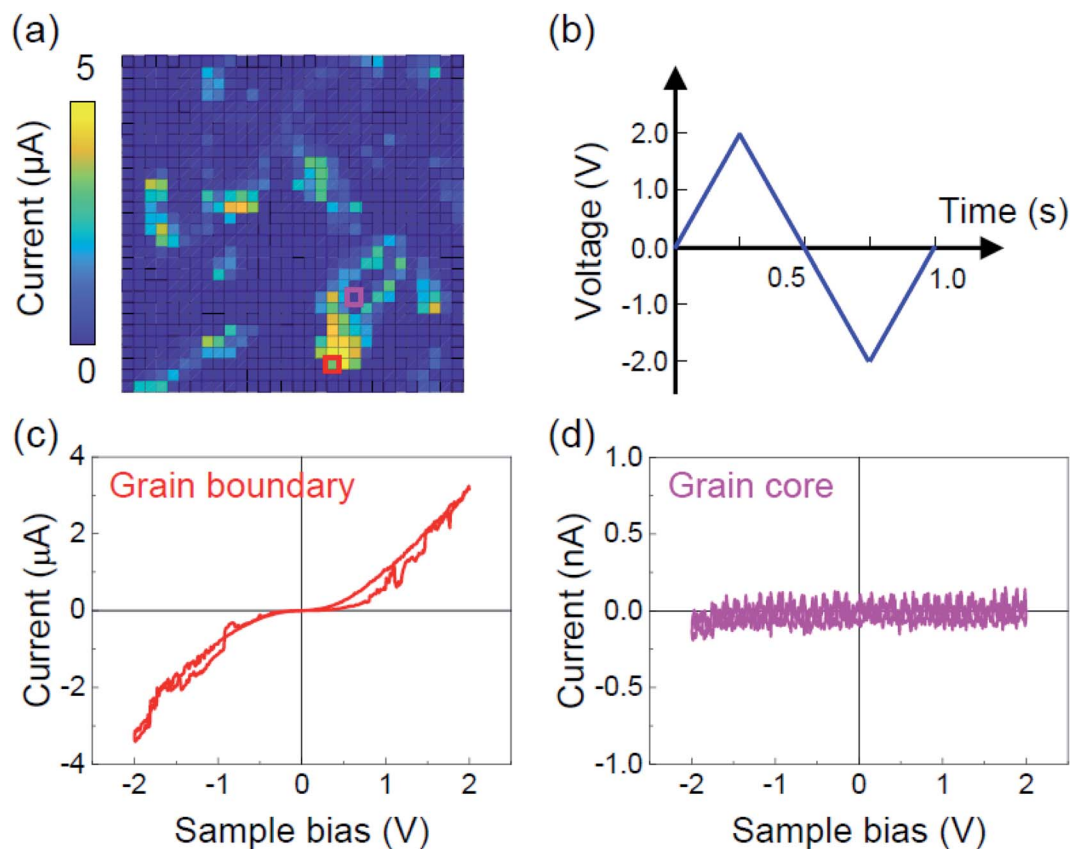 (a)
5
Current (µA)
0
(b)
Voltage (V)
2.0
1.0
0.0
-1.0
-2.0
Time (s)
0.5
1.0
(c)
Grain boundary
Current (µA)
4
2
0
-2
-4
-2
-1
0
1
2
Sample bias (V)
(d)
Grain core
Current (nA)
1.0
0.5
0.0
-0.5
-1.0
-2
-1
0
1
2
Sample bias (V)